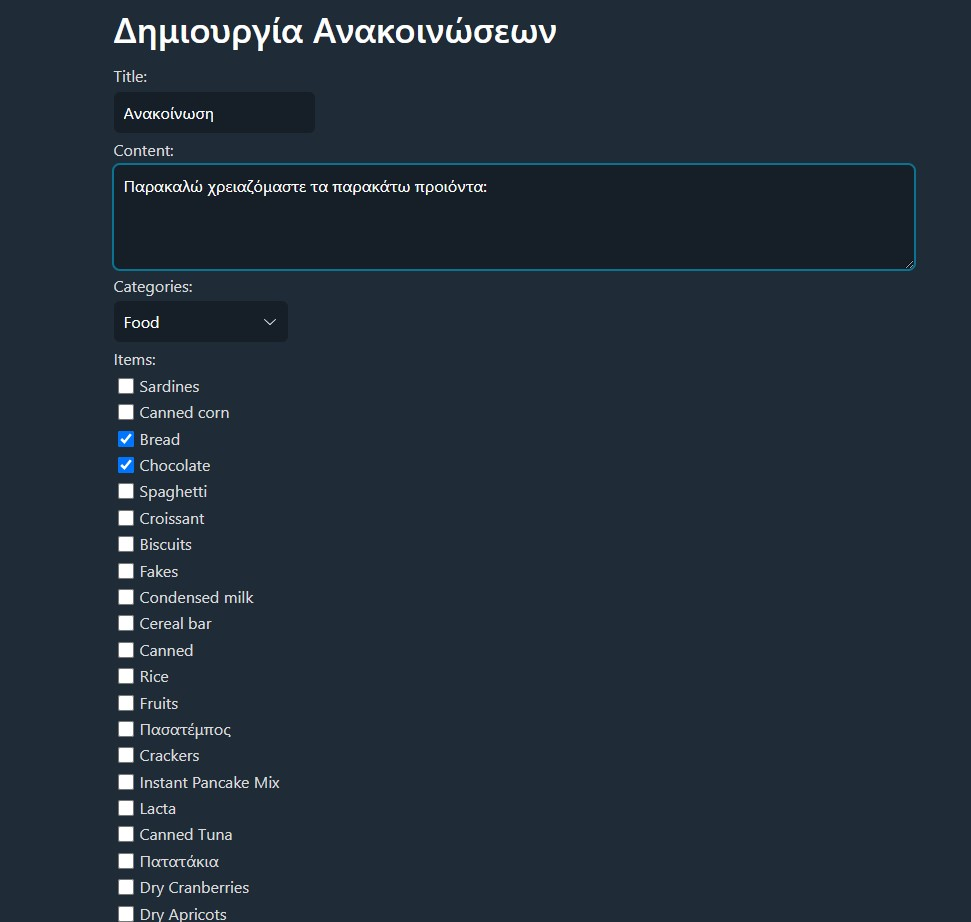 Δημιουργία Ανακοινώσεων
Title:
Ανακοίνωση
Content:
Παρακαλώ χρειαζόμαστε τα παρακάτω προιόντα:
Categories:
Food
Items:
Sardines
Canned corn
Bread
Chocolate
Spaghetti
Croissant
Biscuits
Fakes
Condensed milk
Cereal bar
Canned
Rice
Fruits
Πασατέμπος
Crackers
Instant Pancake Mix
Lacta
Canned Tuna
Πατατάκια
Dry Cranberries
Dry Apricots